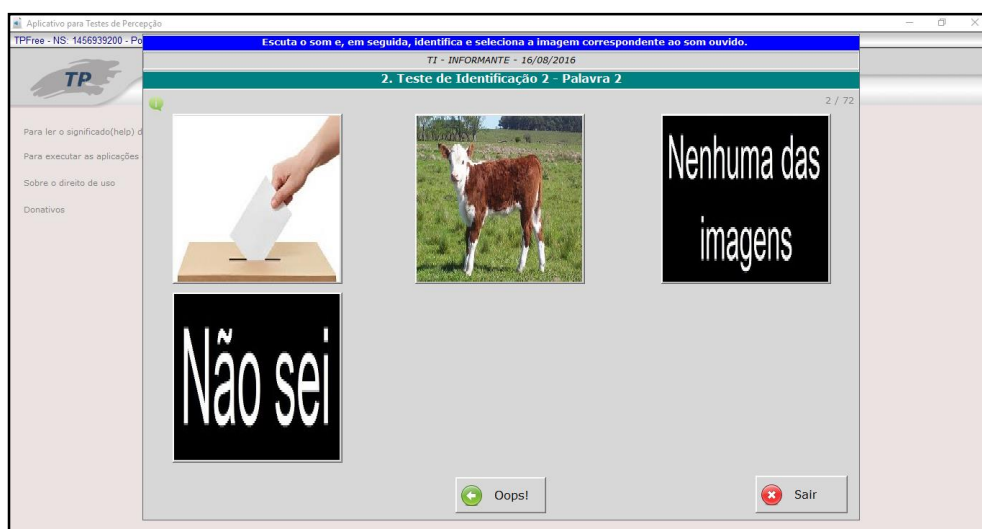 Aplicativo para Testes de Percepção
TPFree - NS: 1456939200 - Po
Escuta o som e, em seguida, identifica e seleciona a imagem correspondente ao som ouvido.
TI - INFORMANTE - 16/08/2016
TP
2. Teste de Identificação 2 - Palavra 2
2 / 72
Para ler o significado(help) d
Para executar as aplicações
Sobre o direito de uso
Donativos
Nenhuma das
imagens
Não sei
Oops!
Sair